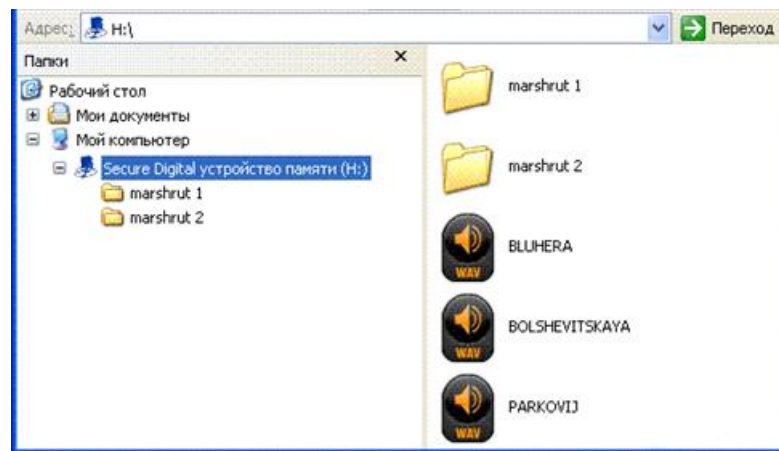 Адрес: H:\ Переход
Папки
Рабочий стол
Мои документы
Мой компьютер
Secure Digital устройство памяти (H:)
marshrut 1
marshrut 2
marshrut 1
marshrut 2
WAV BLUHERA
WAV BOLSHEVITSKAYA
WAV PARKOVIJ